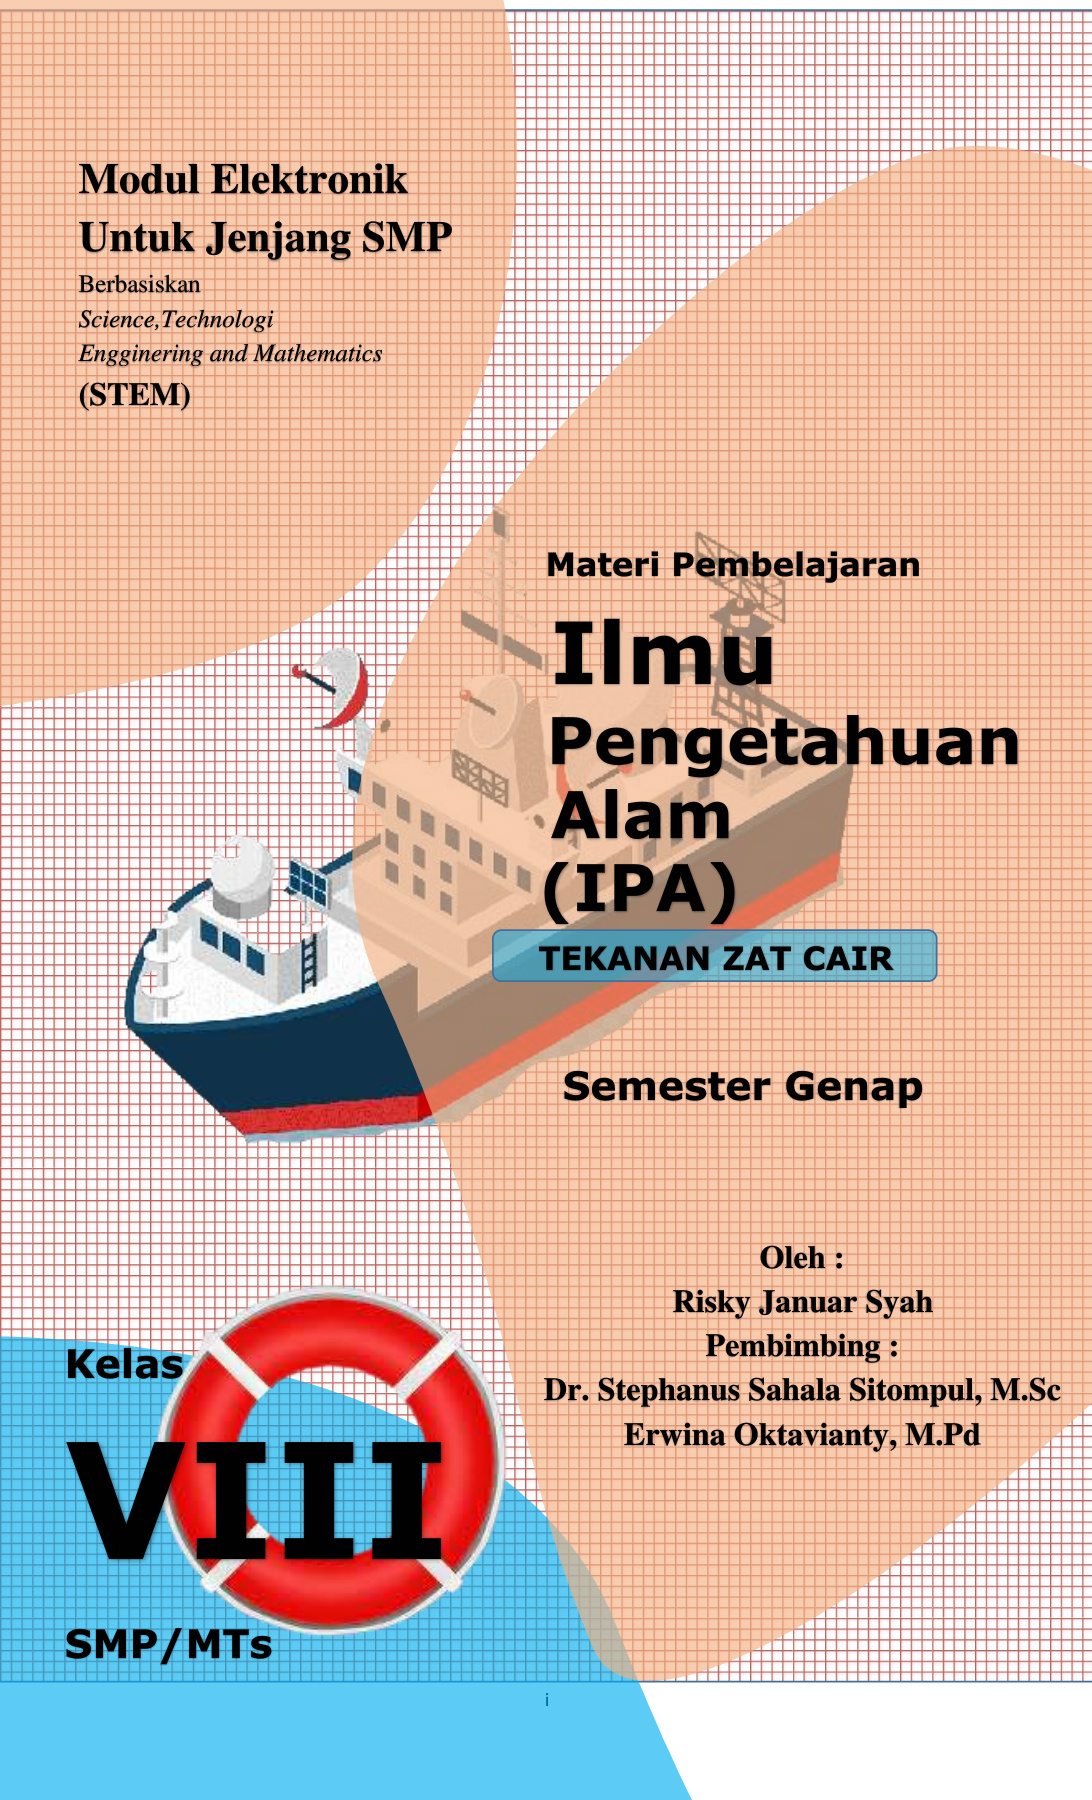 Modul Elektronik
Untuk Jenjang SMP
Berbasiskan
Science,Technologi
Engginering and Mathematics
(STEM)
Materi Pembelajaran
Ilmu
Pengetahuan
Alam
(IPA)
TEKANAN ZAT CAIR
Semester Genap
Oleh :
Risky Januar Syah
Pembimbing :
Dr. Stephanus Sahala Sitompul, M.Sc
Erwina Oktavianty, M.Pd
Kelas
VIII
SMP/MTs
i